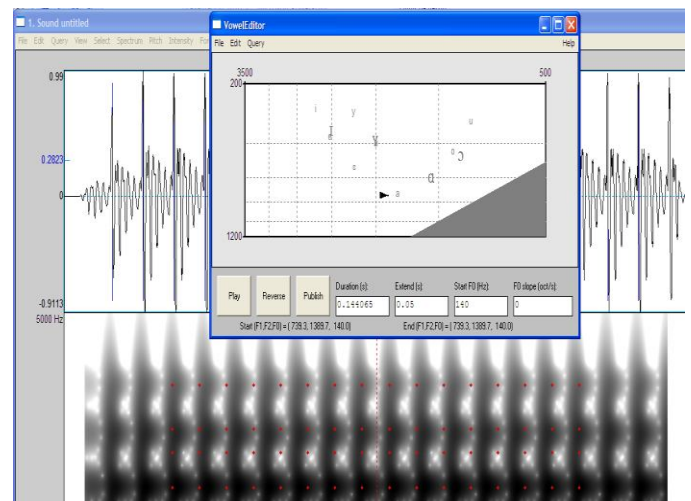 1. Sound untitled
File Edit Query View Select Spectrum Pitch Intensity
0.99
0.2823
0
-0.9113
5000 Hz
VowelEditor
File Edit Query Help
3500 500
200
i y u
ɛ
ɑ
a
1200
Play Reverse Publish
Duration (s): Extend (s): Start F0 (Hz): F0 slope (oct/s):
0.144065 0.05 140 0
Start (F1,F2,F0) = ( 739.3, 1389.7, 140.0) End (F1,F2,F0) = ( 739.3, 1389.7, 140.0)